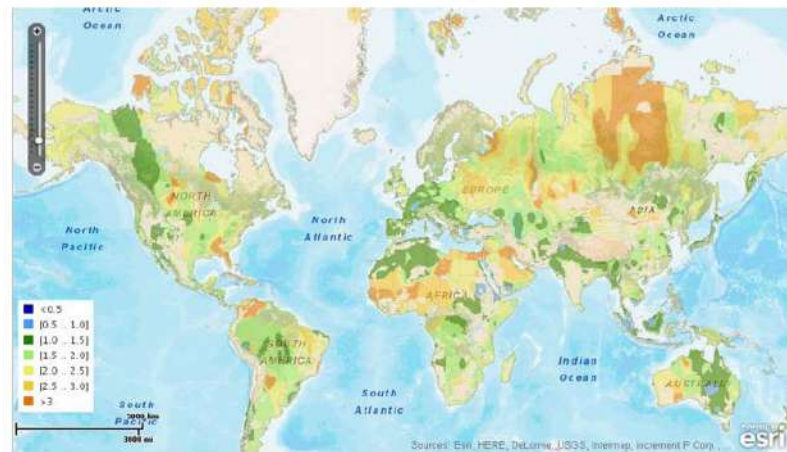 Arctic
Ocean
Arctic
Ocean
NORTH
AMERICA
EUROPE
ASIA
North
Pacific
North
Atlantic
AFRICA
<0.5
[0.5 .. 1.0]
[1.0 .. 1.5]
[1.5 .. 2.0]
[2.0 .. 2.5]
[2.5 .. 3.0]
>3
SOUTH
AMERICA
Indian
Ocean
AUSTRALIA
South
Pacific
South
Atlantic
5000 km
3000 mi
Sources: Esri, HERE, DeLorme, USGS, Intermap, increment P Corp.,
POWERED BY
esri